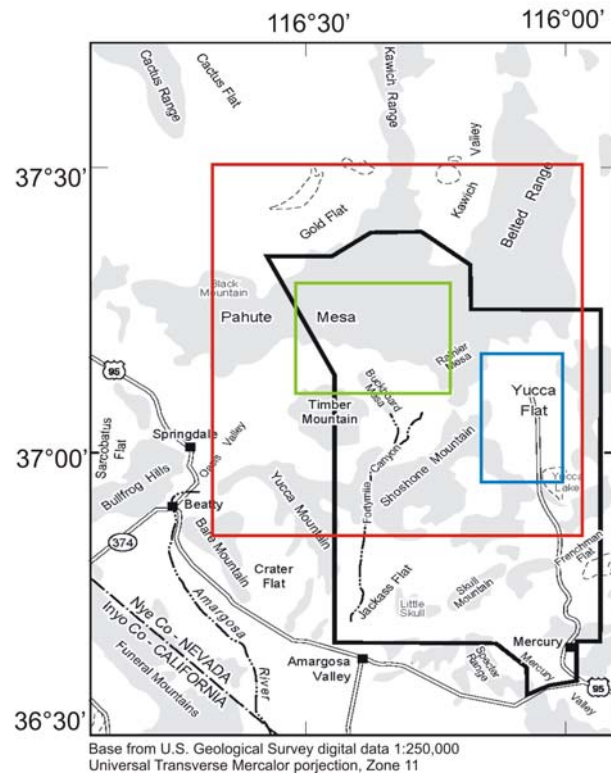 116°30’
116°00’
Cactus Range
Cactus Flat
Kawich Range
Kawich
Valley
Belted Range
37°30’
Gold Flat
Black
Mountain
Pahute
Mesa
Rainier
Mesa
95
Buckboard
Mesa
Yucca
Flat
Timber
Mountain
Springdale
37°00’
Sarcobatus
Flat
Oasis Valley
Bullfrog Hills
Beatty
Yucca Mountain
Fortymile
Canyon
Shoshone Mountain
Yucca
Lake
374
Bare Mountain
Crater
Flat
Jackass Flat
Skull
Mountain
Little
Skull
Frenchman
Flat
Nye Co - NEVADA
Inyo Co - CALIFORNIA
Amargosa
River
Funeral Mountains
Amargosa
Valley
Specter
Range
Mercury
Mercury
Valley
95
36°30’
Base from U.S. Geological Survey digital data 1:250,000
Universal Transverse Mercalor porjection, Zone 11